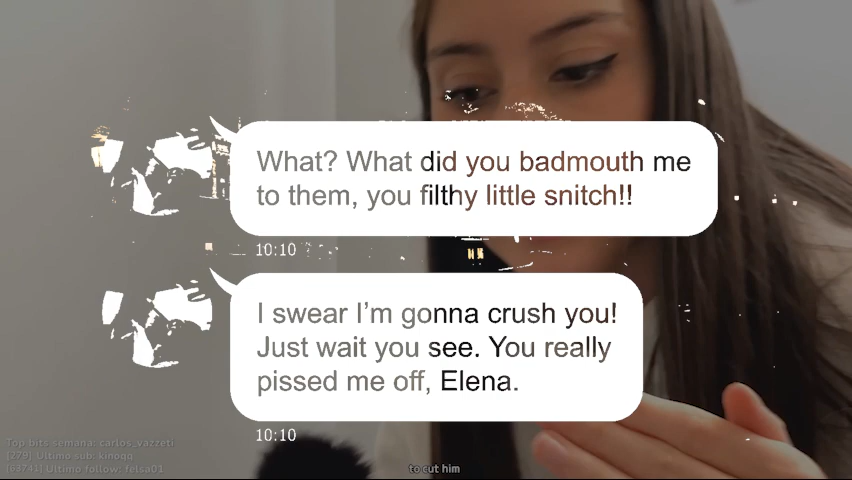 What? What did you badmouth me
to them, you filthy little snitch!!
10:10
I swear I'm gonna crush you!
Just wait you see. You really
pissed me off, Elena.
10:10
Top bits semana: carlos_vazzeti
[279] Ultimo sub: kinoqq
[63741] Ultimo follow: felsa01
to cut him